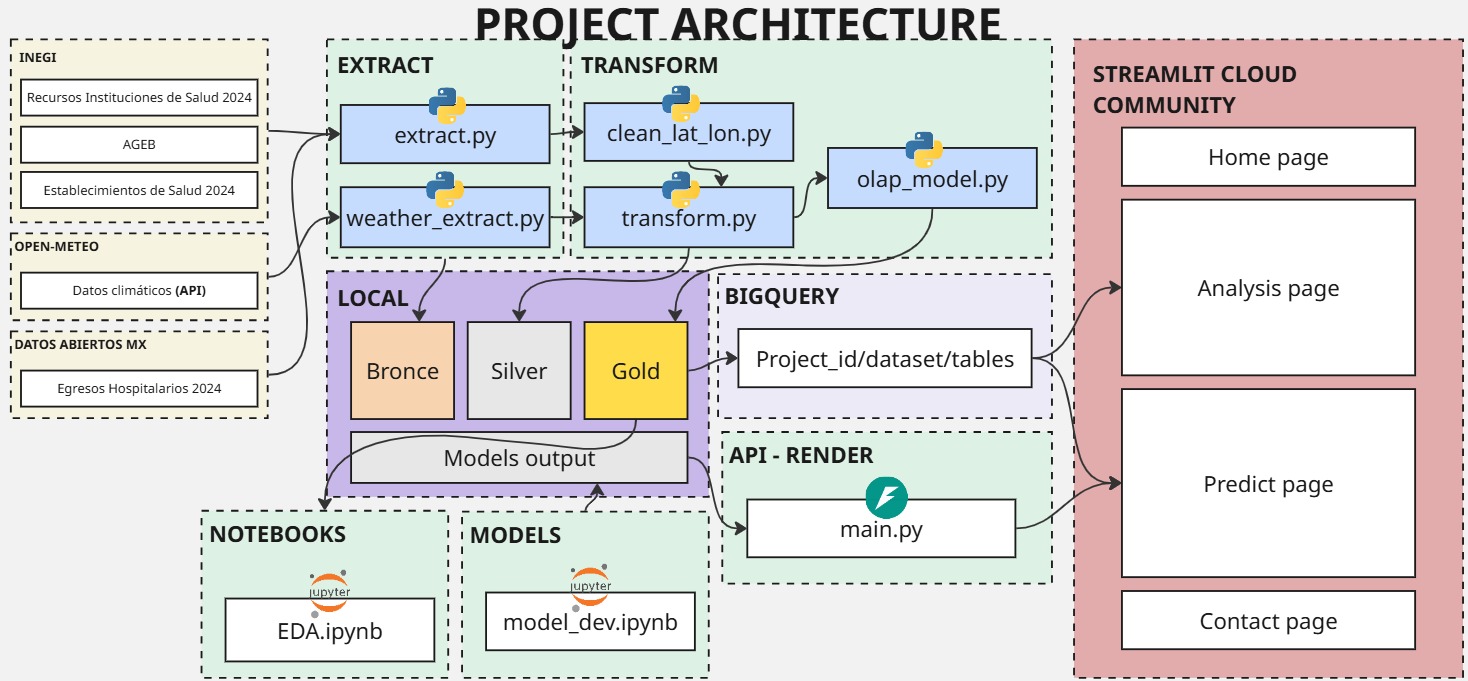 PROJECT ARCHITECTURE
INEGI
Recursos Instituciones de Salud 2024
AGEB
Establecimientos de Salud 2024
OPEN-METEO
Datos climáticos (API)
DATOS ABIERTOS MX
Egresos Hospitalarios 2024
EXTRACT
extract.py
weather_extract.py
TRANSFORM
clean_lat_lon.py
transform.py
olap_model.py
LOCAL
Bronce
Silver
Gold
Models output
BIGQUERY
Project_id/dataset/tables
API - RENDER
main.py
NOTEBOOKS
jupyter
EDA.ipynb
MODELS
jupyter
model_dev.ipynb
STREAMLIT CLOUD
COMMUNITY
Home page
Analysis page
Predict page
Contact page